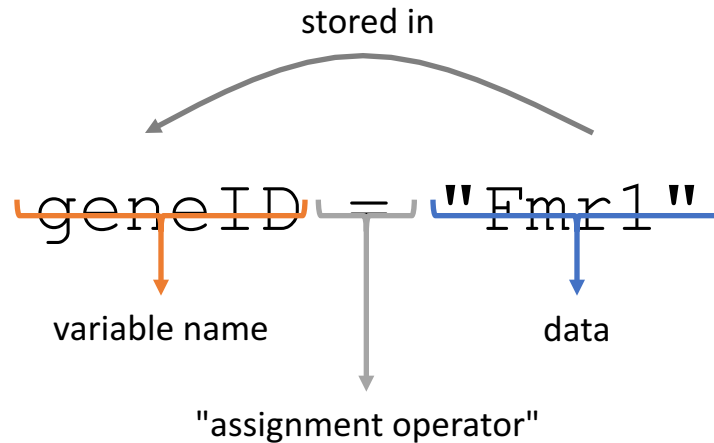 stored in
geneID = "Fmr1"
variable name
data
"assignment operator"